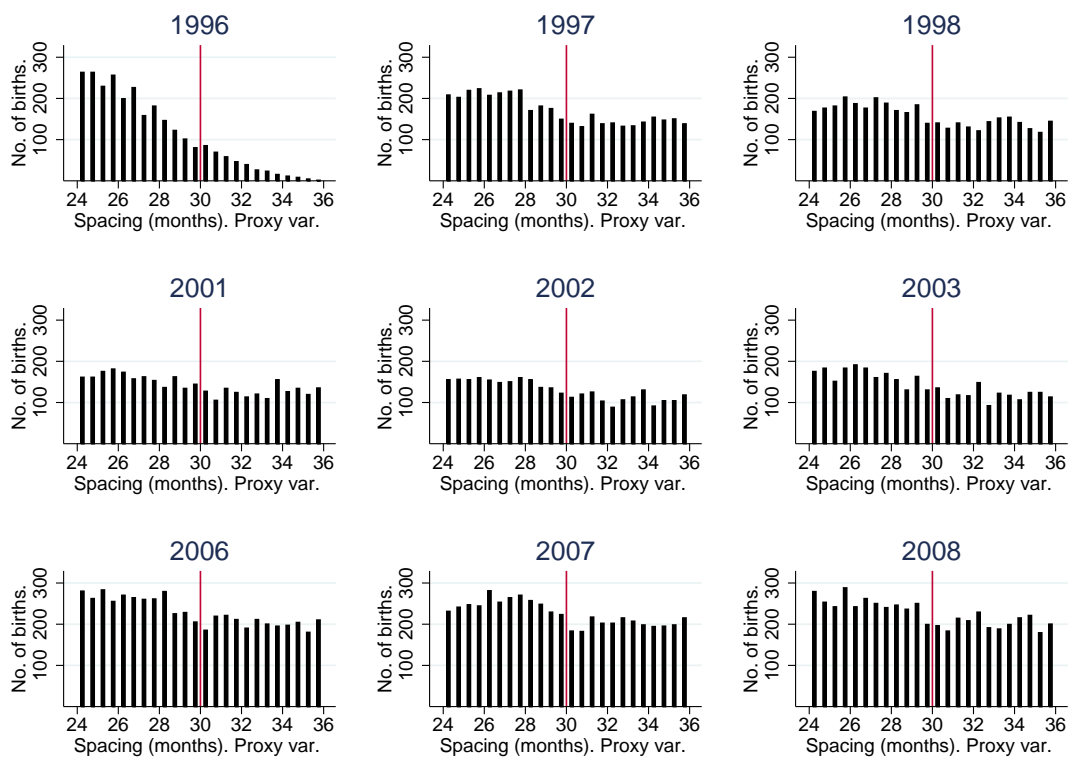 1996
No. of births.
100 200 300
24 26 28 30 32 34 36
Spacing (months). Proxy var.
1997
No. of births.
100 200 300
24 26 28 30 32 34 36
Spacing (months). Proxy var.
1998
No. of births.
100 200 300
24 26 28 30 32 34 36
Spacing (months). Proxy var.
2001
No. of births.
100 200 300
24 26 28 30 32 34 36
Spacing (months). Proxy var.
2002
No. of births.
100 200 300
24 26 28 30 32 34 36
Spacing (months). Proxy var.
2003
No. of births.
100 200 300
24 26 28 30 32 34 36
Spacing (months). Proxy var.
2006
No. of births.
100 200 300
24 26 28 30 32 34 36
Spacing (months). Proxy var.
2007
No. of births.
100 200 300
24 26 28 30 32 34 36
Spacing (months). Proxy var.
2008
No. of births.
100 200 300
24 26 28 30 32 34 36
Spacing (months). Proxy var.